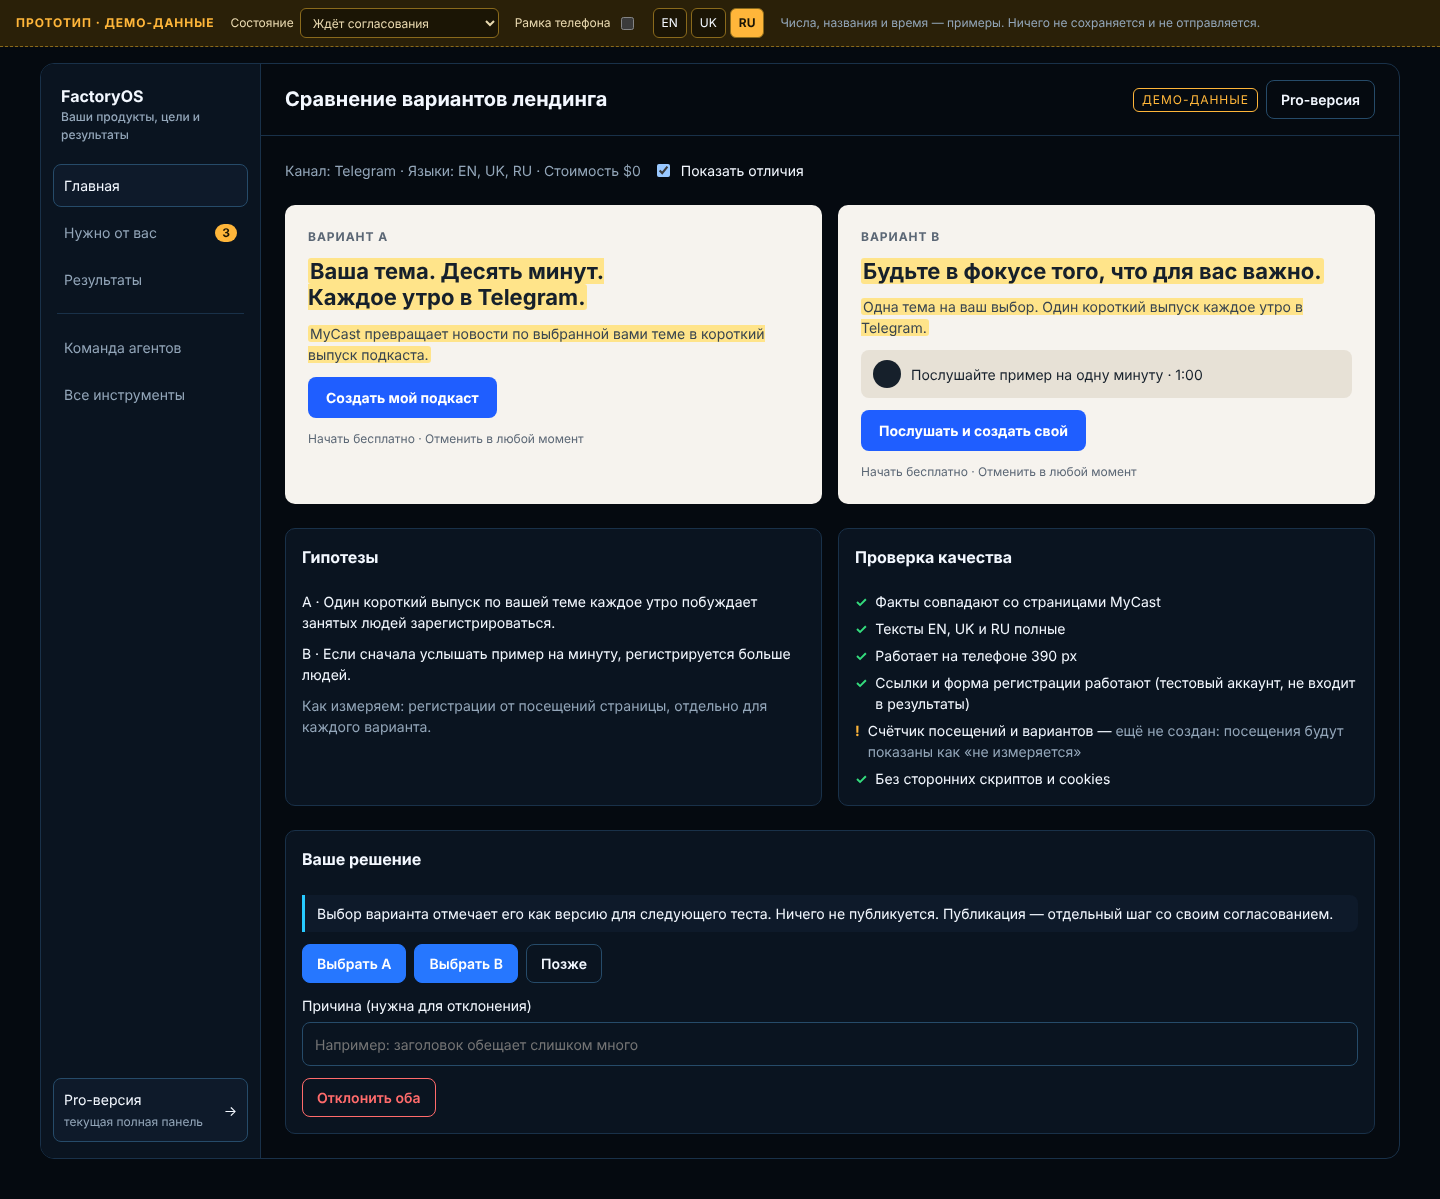 ПРОТОТИП · ДЕМО-ДАННЫЕ
Состояние
Ждёт согласования
Рамка телефона
EN
UK
RU
Числа, названия и время — примеры. Ничего не сохраняется и не отправляется.
FactoryOS
Ваши продукты, цели и
результаты
Главная
Нужно от вас
3
Результаты
Команда агентов
Все инструменты
Pro-версия
текущая полная панель
→
Сравнение вариантов лендинга
ДЕМО-ДАННЫЕ
Pro-версия
Канал: Telegram · Языки: EN, UK, RU · Стоимость $0
Показать отличия
ВАРИАНТ A
Ваша тема. Десять минут.
Каждое утро в Telegram.
MyCast превращает новости по выбранной вами теме в короткий
выпуск подкаста.
Создать мой подкаст
Начать бесплатно · Отменить в любой момент
ВАРИАНТ B
Будьте в фокусе того, что для вас важно.
Одна тема на ваш выбор. Один короткий выпуск каждое утро в
Telegram.
Послушайте пример на одну минуту · 1:00
Послушать и создать свой
Начать бесплатно · Отменить в любой момент
Гипотезы
A · Один короткий выпуск по вашей теме каждое утро побуждает
занятых людей зарегистрироваться.
B · Если сначала услышать пример на минуту, регистрируется больше
людей.
Как измеряем: регистрации от посещений страницы, отдельно для
каждого варианта.
Проверка качества
✓ Факты совпадают со страницами MyCast
✓ Тексты EN, UK и RU полные
✓ Работает на телефоне 390 px
✓ Ссылки и форма регистрации работают (тестовый аккаунт, не входит
в результаты)
! Счётчик посещений и вариантов — ещё не создан: посещения будут
показаны как «не измеряется»
✓ Без сторонних скриптов и cookies
Ваше решение
Выбор варианта отмечает его как версию для следующего теста. Ничего не публикуется. Публикация — отдельный шаг со своим согласованием.
Выбрать A
Выбрать B
Позже
Причина (нужна для отклонения)
Например: заголовок обещает слишком много
Отклонить оба